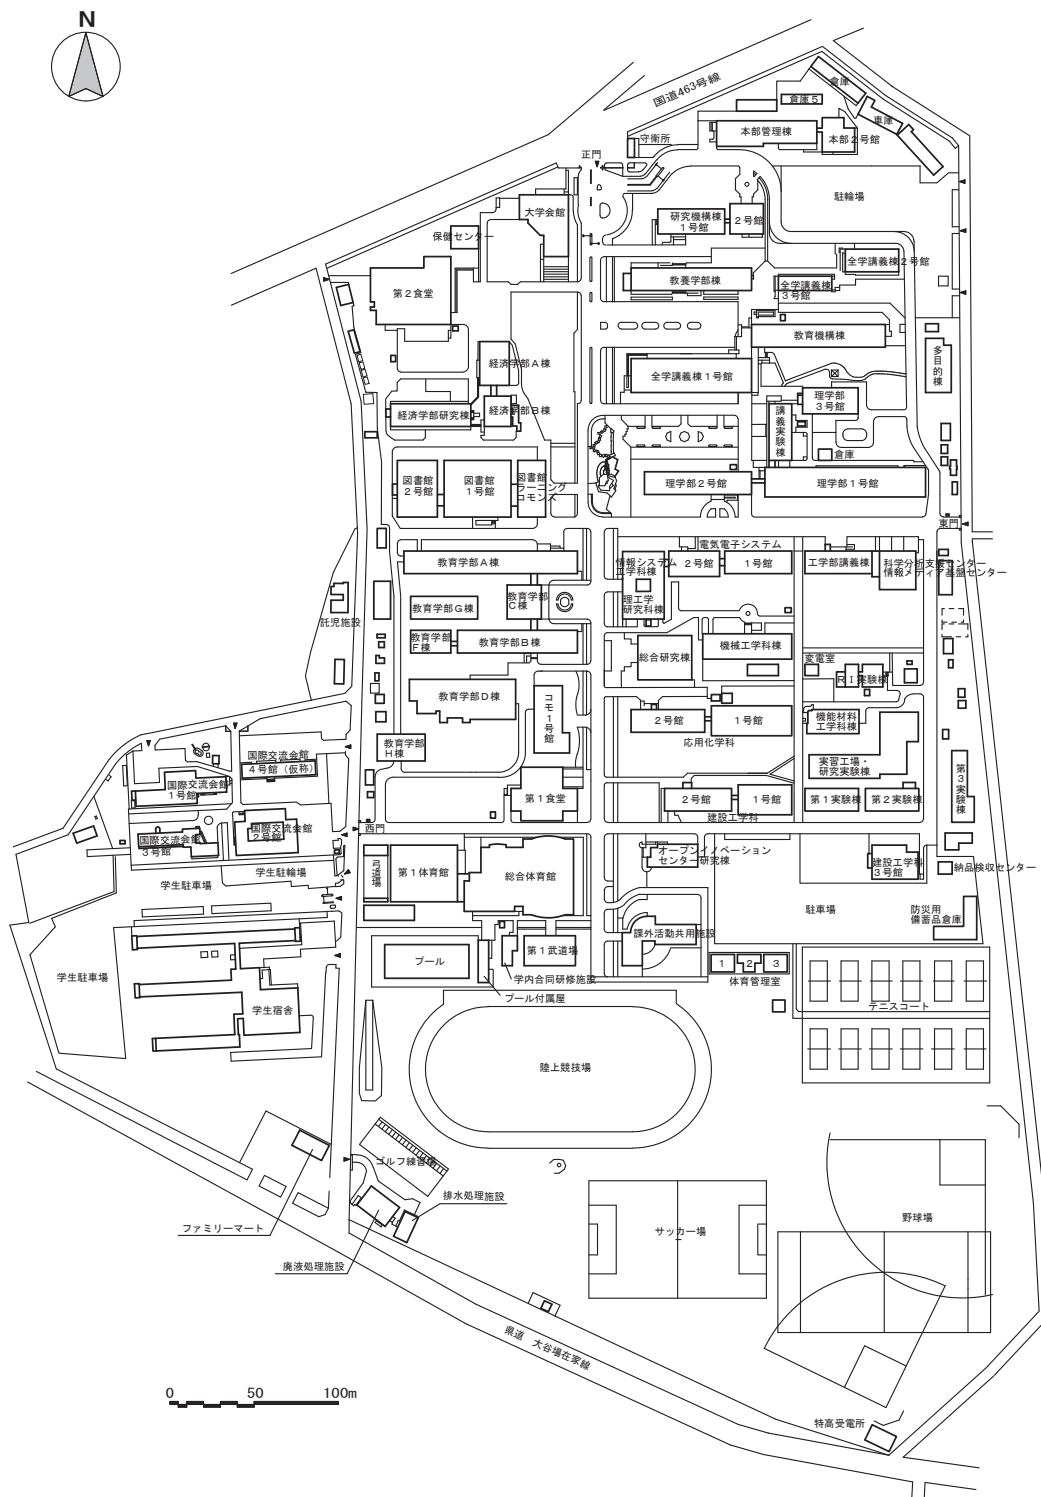 N
国道463号線
倉庫
倉庫5
車庫
守衛所
本部管理棟
本部2号館
正門
大学会館
駐輪場
研究機構棟
1号館
2号館
保健センター
全学講義棟2号館
教養学部棟
全学講義棟
3号館
第2食堂
教育機構棟
多目的棟
経済学部A棟
全学講義棟1号館
理学部
3号館
経済学部研究棟
経済学部B棟
講義実験棟
倉庫
図書館
2号館
図書館
1号館
図書館
ラーニング
コモンズ
理学部2号館
理学部1号館
東門
電気電子システム
教育学部A棟
情報システム
工学科棟
2号館
1号館
工学部講義棟
科学分析支援センター
情報メディア基盤センター
教育学部
C棟
理工学
研究科棟
教育学部G棟
託児施設
教育学部
F棟
教育学部B棟
総合研究棟
機械工学科棟
変電室
RI実験棟
教育学部D棟
コモ1号館
2号館
1号館
応用化学科
機能材料
工学科棟
教育学部
H棟
国際交流会館
4号館（仮称）
実習工場・
研究実験棟
第3実験棟
国際交流会館
1号館
第1食堂
2号館
1号館
建設工学科
第1実験棟
第2実験棟
国際交流会館
2号館
国際交流会館
3号館
西門
オープンイノベーション
センター研究棟
弓道場
第1体育館
総合体育館
建設工学科
3号館
納品検収センター
学生駐輪場
学生駐車場
駐車場
防災用
備蓄品倉庫
課外活動共用施設
第1武道場
プール
1
2
3
体育管理室
学内合同研修施設
プール付属屋
学生駐車場
学生宿舎
テニスコート
陸上競技場
ゴルフ練習場
排水処理施設
ファミリーマート
廃液処理施設
サッカー場
野球場
県道 大谷場在家線
0 50 100m
特高受電所